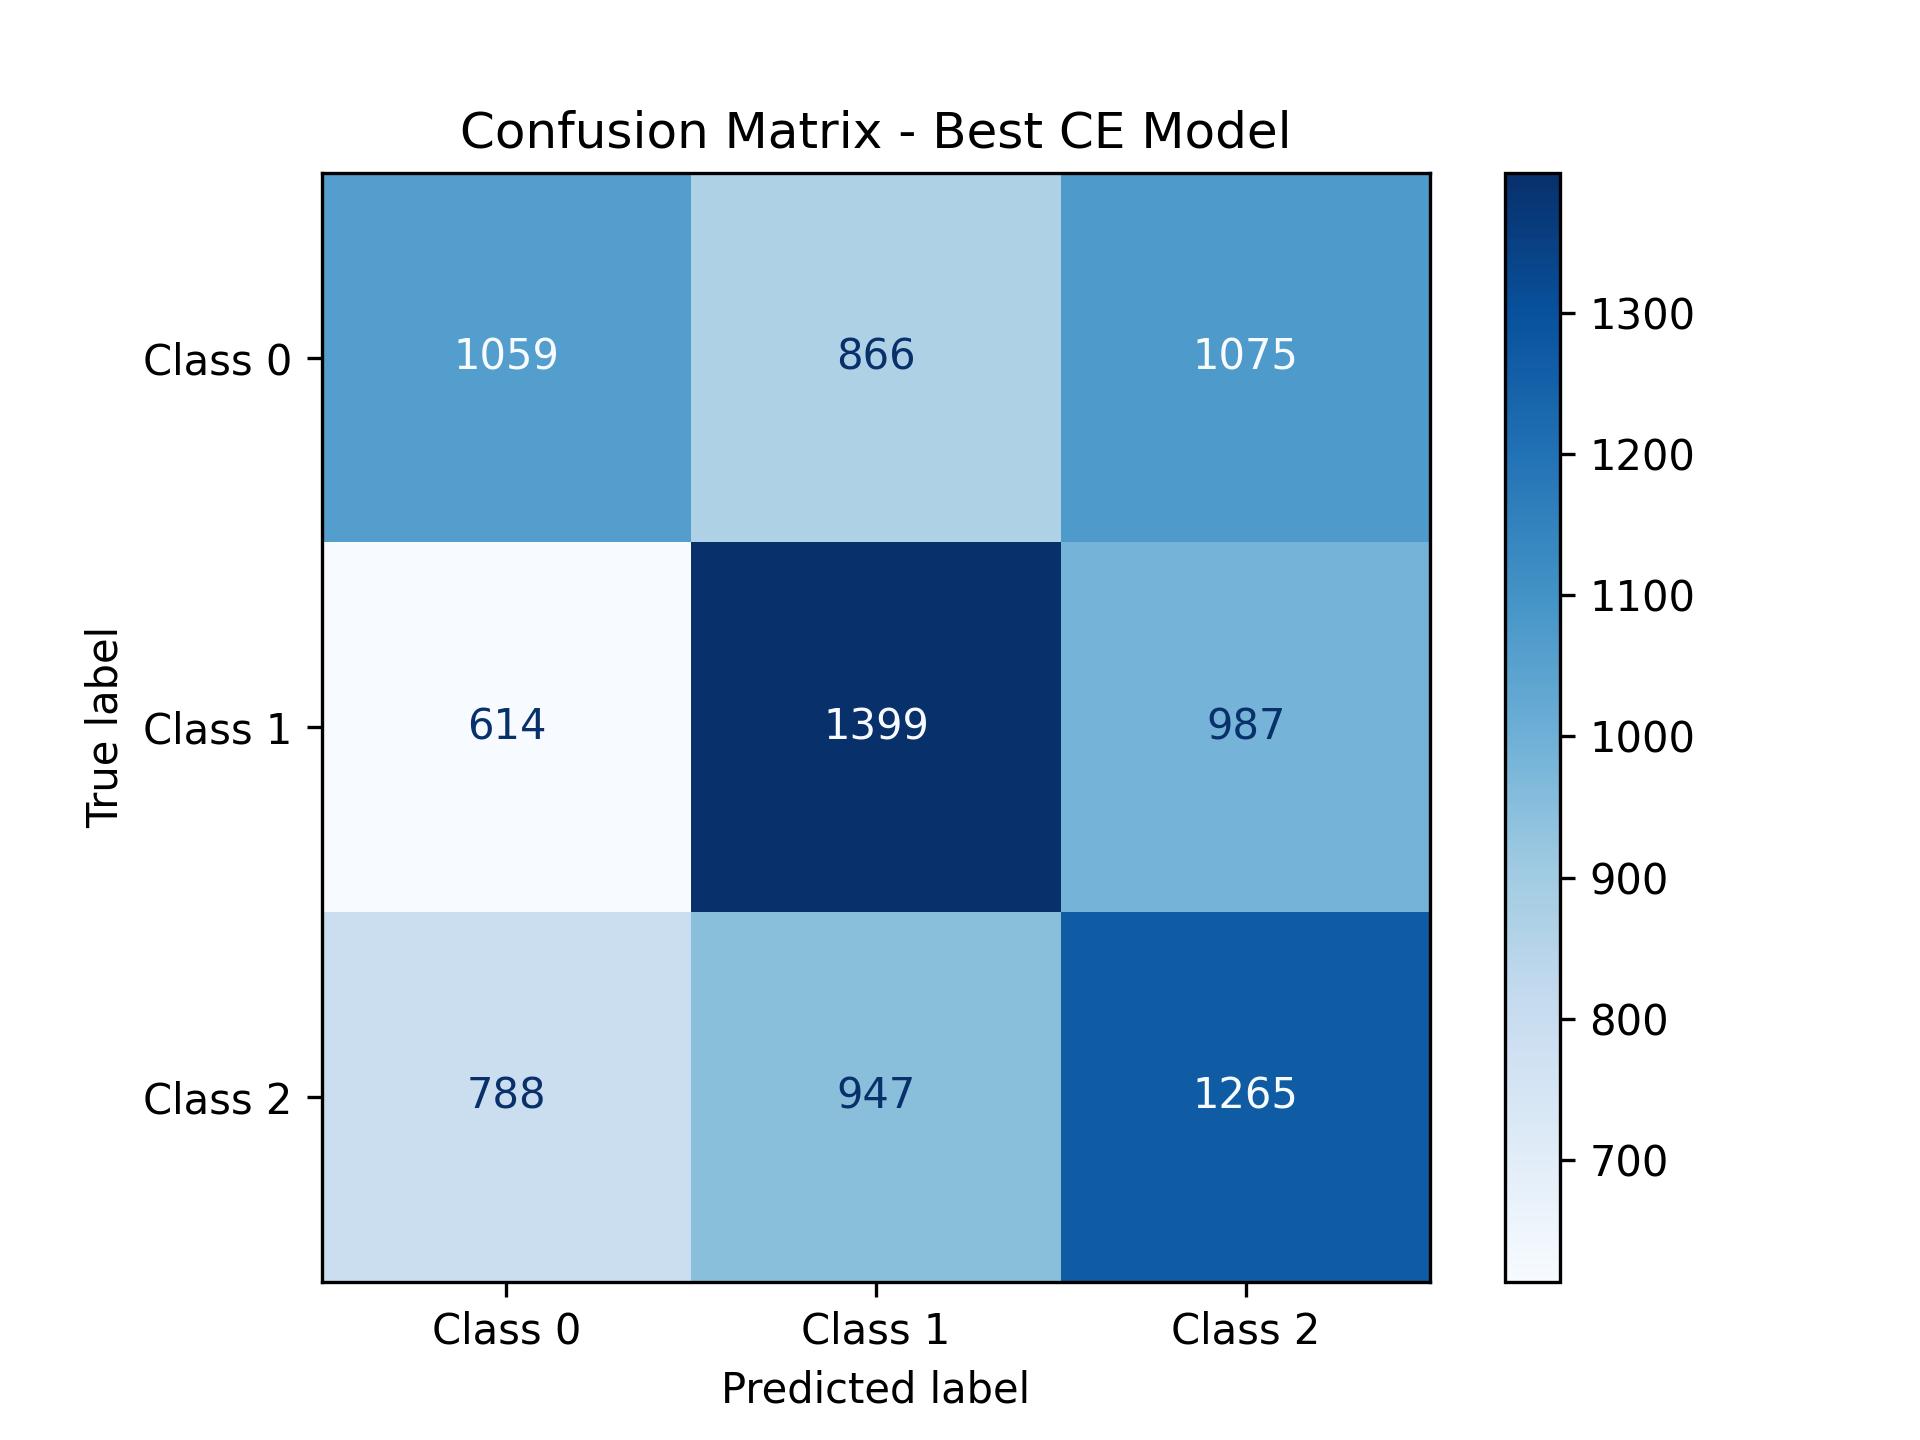 Confusion Matrix - Best CE Model
True label
Class 0
1059 866 1075
Class 1
614 1399 987
Class 2
788 947 1265
Class 0 Class 1 Class 2
Predicted label
1300
1200
1100
1000
900
800
700